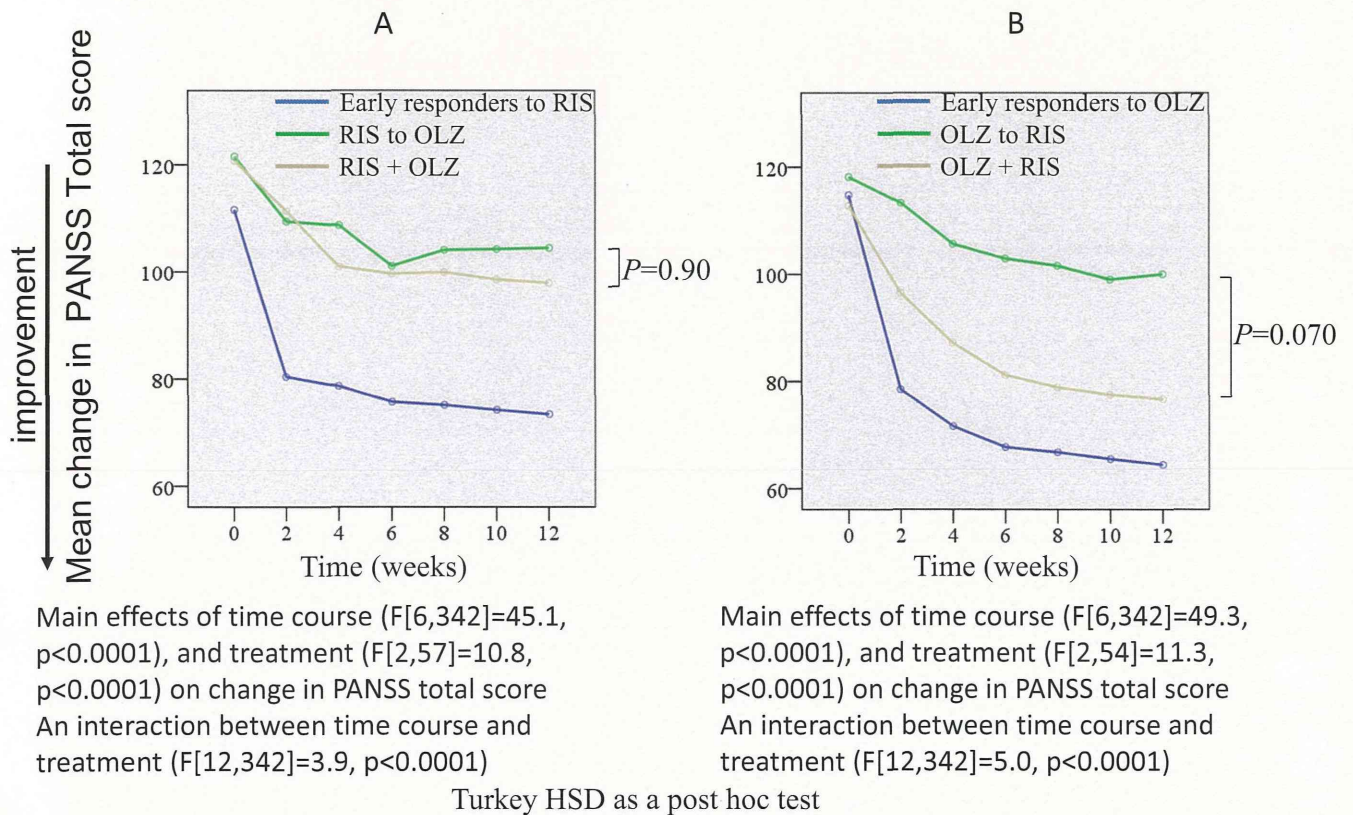 A
B
improvement
Mean change in PANSS Total score
Early responders to RIS
RIS to OLZ
RIS + OLZ
120
100
80
60
0 2 4 6 8 10 12
Time (weeks)
P=0.90
Early responders to OLZ
OLZ to RIS
OLZ + RIS
120
100
80
60
0 2 4 6 8 10 12
Time (weeks)
P=0.070
Main effects of time course (F[6,342]=45.1,
p<0.0001), and treatment (F[2,57]=10.8,
p<0.0001) on change in PANSS total score
An interaction between time course and
treatment (F[12,342]=3.9, p<0.0001)
Main effects of time course (F[6,342]=49.3,
p<0.0001), and treatment (F[2,54]=11.3,
p<0.0001) on change in PANSS total score
An interaction between time course and
treatment (F[12,342]=5.0, p<0.0001)
Turkey HSD as a post hoc test